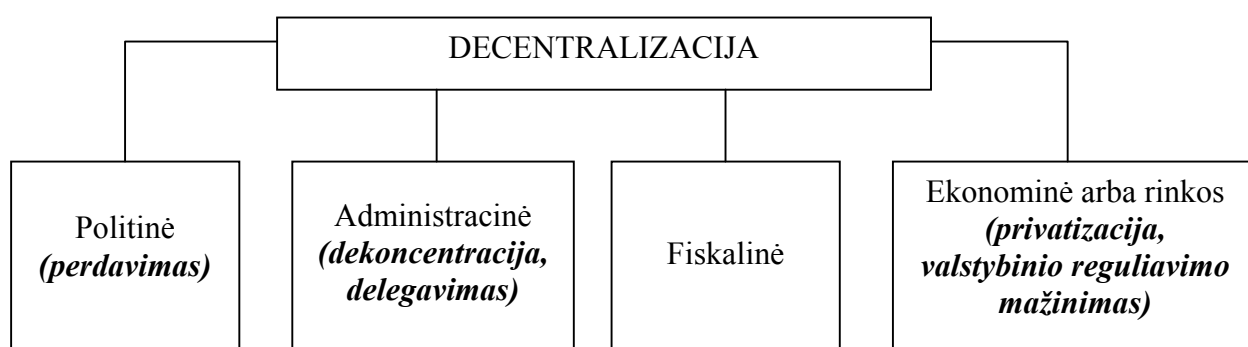 DECENTRALIZACIJA
Politinė
(perdavimas)
Administracinė
(dekoncentracija,
delegavimas)
Fiskalinė
Ekonominė arba rinkos
(privatizacija,
valstybinio reguliavimo
mažinimas)